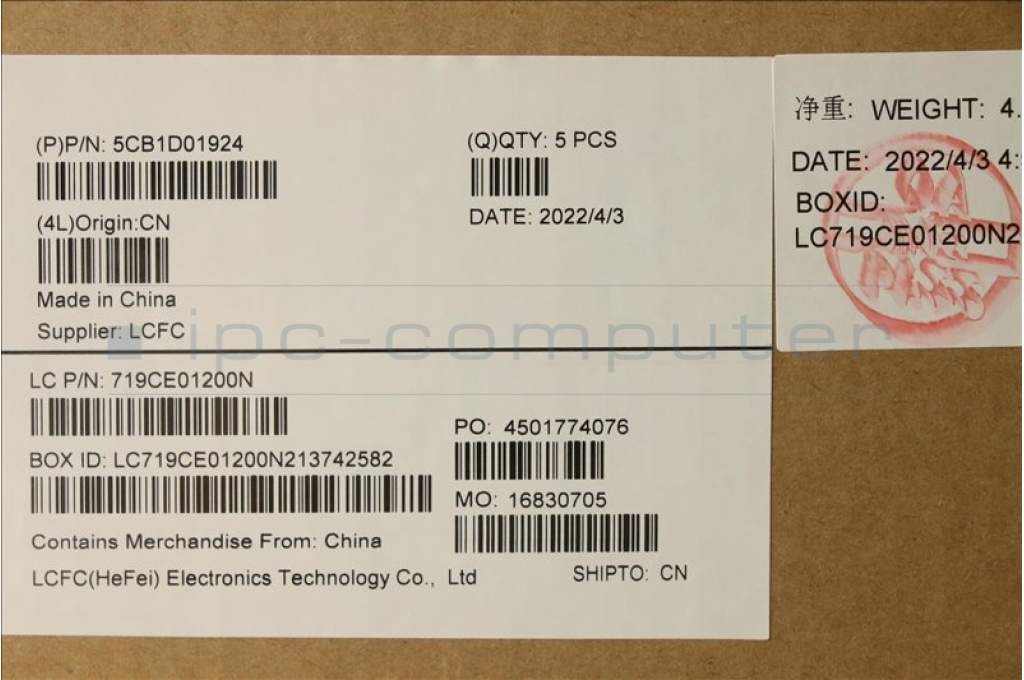 (P)P/N: 5CB1D01924
(Q)QTY: 5 PCS
(4L)Origin:CN
DATE: 2022/4/3
Made in China
Supplier: LCFC
LC P/N: 719CE01200N
PO: 4501774076
BOX ID: LC719CE01200N213742582
MO: 16830705
Contains Merchandise From: China
LCFC(HeFei) Electronics Technology Co., Ltd
SHIPTO: CN
净重: WEIGHT: 4.
DATE: 2022/4/3 4:
BOXID:
LC719CE01200N2
PASS
ipc-computer